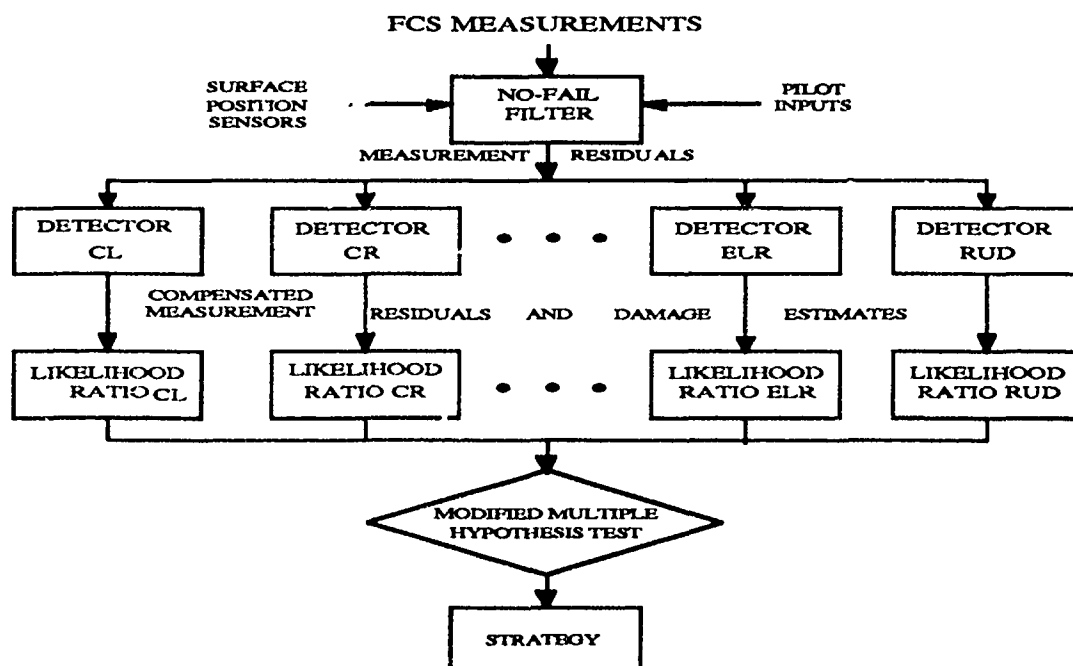 FCS MEASUREMENTS
SURFACE
POSITION
SENSORS
NO-FAIL
FILTER
PILOT
INPUTS
MEASUREMENT RESIDUALS
DETECTOR
CL
DETECTOR
CR
DETECTOR
ELR
DETECTOR
RUD
COMPENSATED
MEASUREMENT RESIDUALS AND DAMAGE ESTIMATES
LIKELIHOOD
RATIO CL
LIKELIHOOD
RATIO CR
LIKELIHOOD
RATIO ELR
LIKELIHOOD
RATIO RUD
MODIFIED MULTIPLE
HYPOTHESIS TEST
STRATEGY